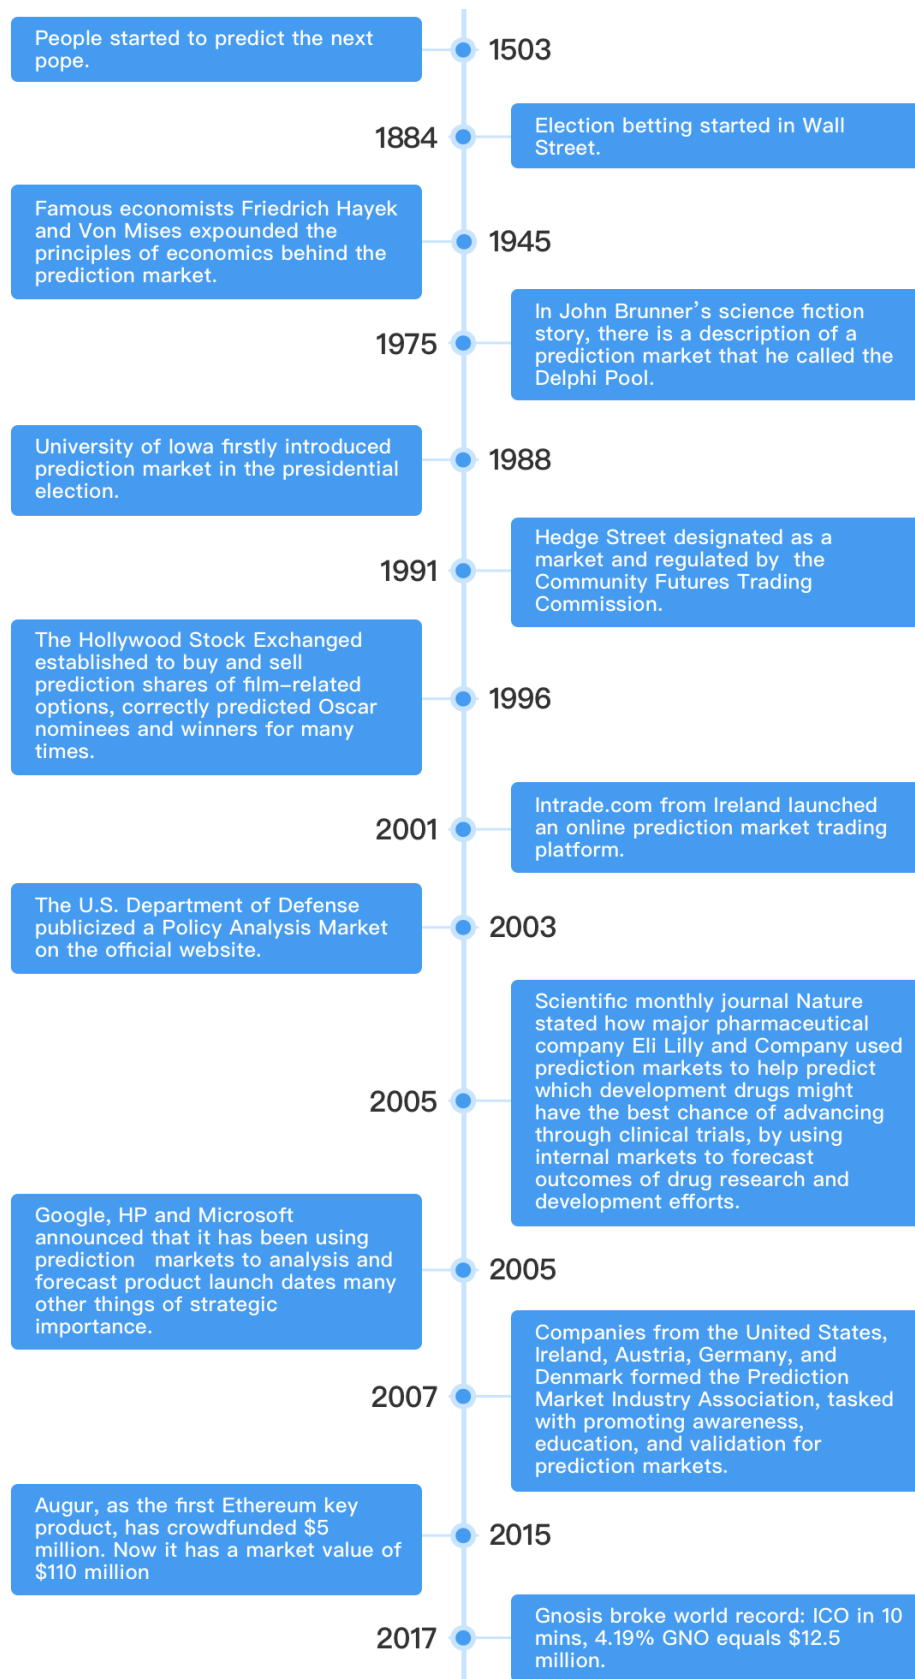 People started to predict the next
pope.
1503
1884
Election betting started in Wall
Street.
Famous economists Friedrich Hayek
and Von Mises expounded the
principles of economics behind the
prediction market.
1945
1975
In John Brunner's science fiction
story, there is a description of a
prediction market that he called the
Delphi Pool.
University of Iowa firstly introduced
prediction market in the presidential
election.
1988
1991
Hedge Street designated as a
market and regulated by  the
Community Futures Trading
Commission.
The Hollywood Stock Exchanged
established to buy and sell
prediction shares of film-related
options, correctly predicted Oscar
nominees and winners for many
times.
1996
2001
Intrade.com from Ireland launched
an online prediction market trading
platform.
The U.S. Department of Defense
publicized a Policy Analysis Market
on the official website.
2003
2005
Scientific monthly journal Nature
stated how major pharmaceutical
company Eli Lilly and Company used
prediction markets to help predict
which development drugs might
have the best chance of advancing
through clinical trials, by using
internal markets to forecast
outcomes of drug research and
development efforts.
Google, HP and Microsoft
announced that it has been using
prediction   markets to analysis and
forecast product launch dates many
other things of strategic
importance.
2005
2007
Companies from the United States,
Ireland, Austria, Germany, and
Denmark formed the Prediction
Market Industry Association, tasked
with promoting awareness,
education, and validation for
prediction markets.
Augur, as the first Ethereum key
product, has crowdfunded $5
million. Now it has a market value of
$110 million
2015
2017
Gnosis broke world record: ICO in 10
mins, 4.19% GNO equals $12.5
million.